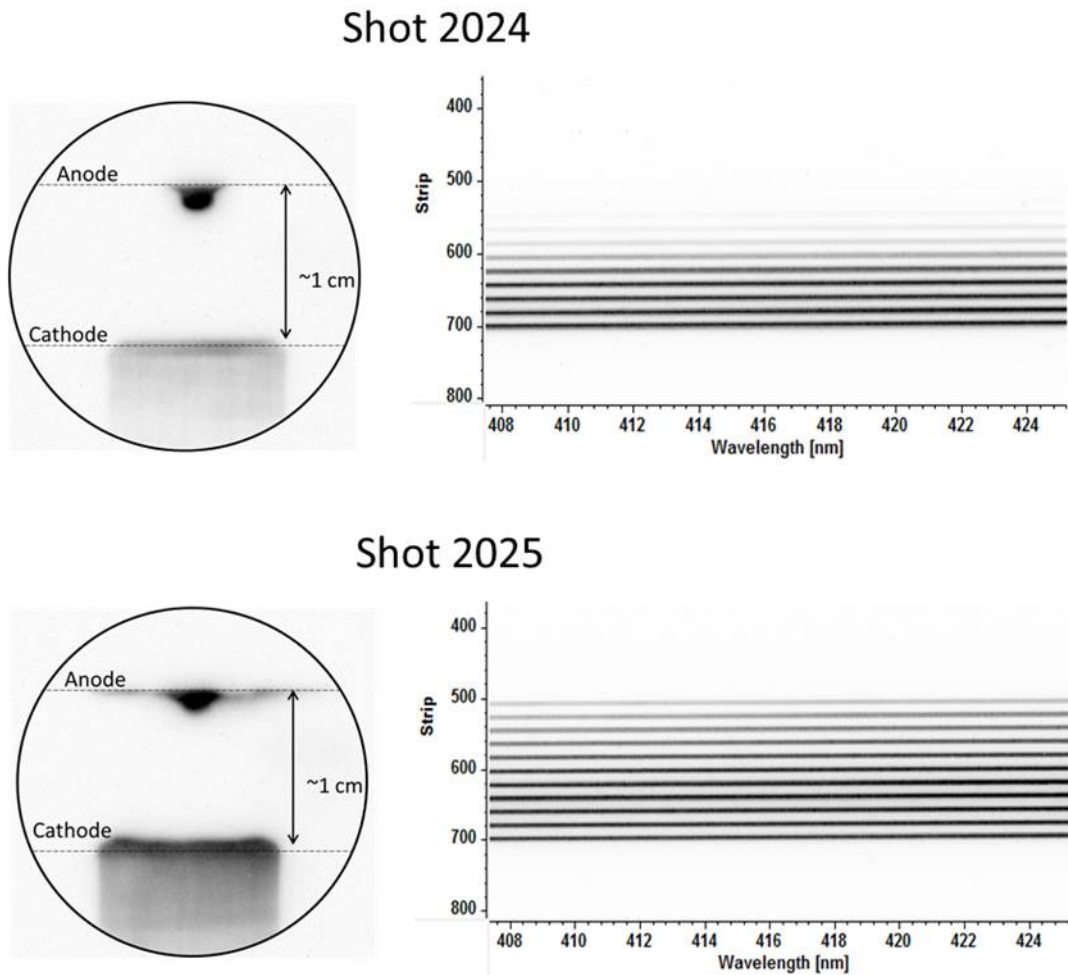 Shot 2024
Anode
~1 cm
Cathode
Strip
400
500
600
700
800
408 410 412 414 416 418 420 422 424
Wavelength [nm]
Shot 2025
Anode
~1 cm
Cathode
Strip
400
500
600
700
800
408 410 412 414 416 418 420 422 424
Wavelength [nm]